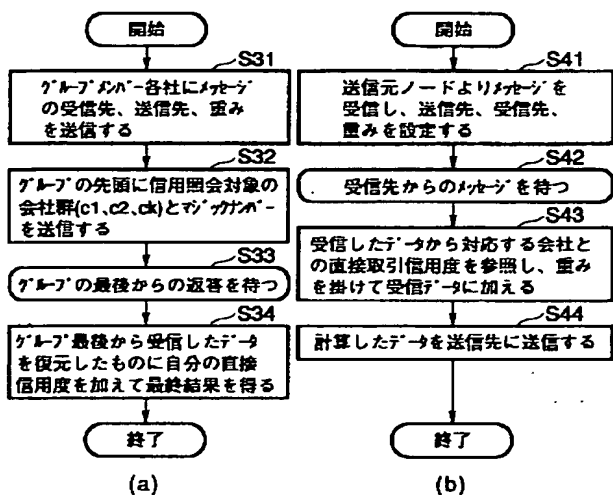 開始
S31
グループメンバー各社にメッセージ
の受信先、送信先、重み
を送信する
S32
グループの先頭に信用照会対象の
会社群(c1、c2、ck)とマジックナンバー
を送信する
S33
グループの最後からの返答を待つ
S34
グループ最後から受信したデータ
を復元したものに自分の直接
信用度を加えて最終結果を得る
終了
(a)
開始
S41
送信元ノードよりメッセージを
受信し、送信先、受信先、
重みを設定する
S42
受信先からのメッセージを待つ
S43
受信したデータから対応する会社と
の直接取引信用度を参照し、重み
を掛けて受信データに加える
S44
計算したデータを送信先に送信する
終了
(b)